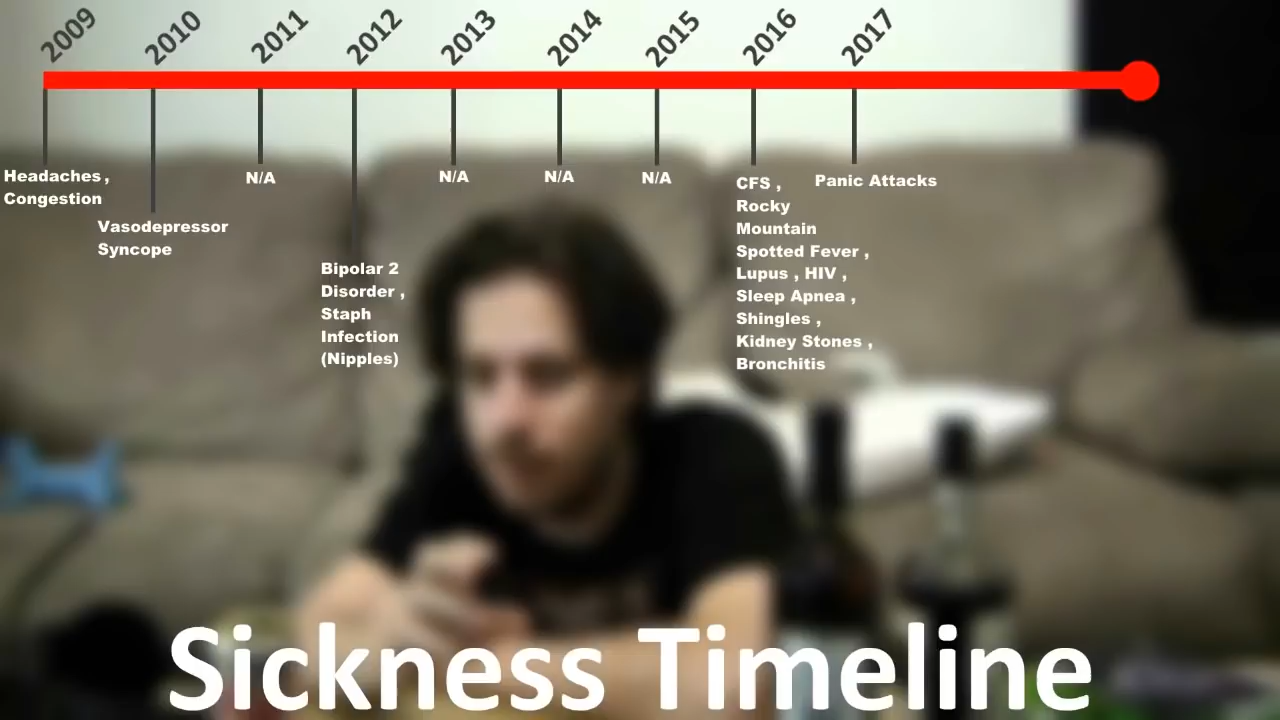 2009 2010 2011 2012 2013 2014 2015 2016 2017
Headaches ,
Congestion
Vasodepressor
Syncope
N/A
Bipolar 2
Disorder ,
Staph
Infection
(Nipples)
N/A
N/A
N/A
CFS ,
Rocky
Mountain
Spotted Fever ,
Lupus , HIV ,
Sleep Apnea ,
Shingles ,
Kidney Stones ,
Bronchitis
Panic Attacks
Sickness Timeline